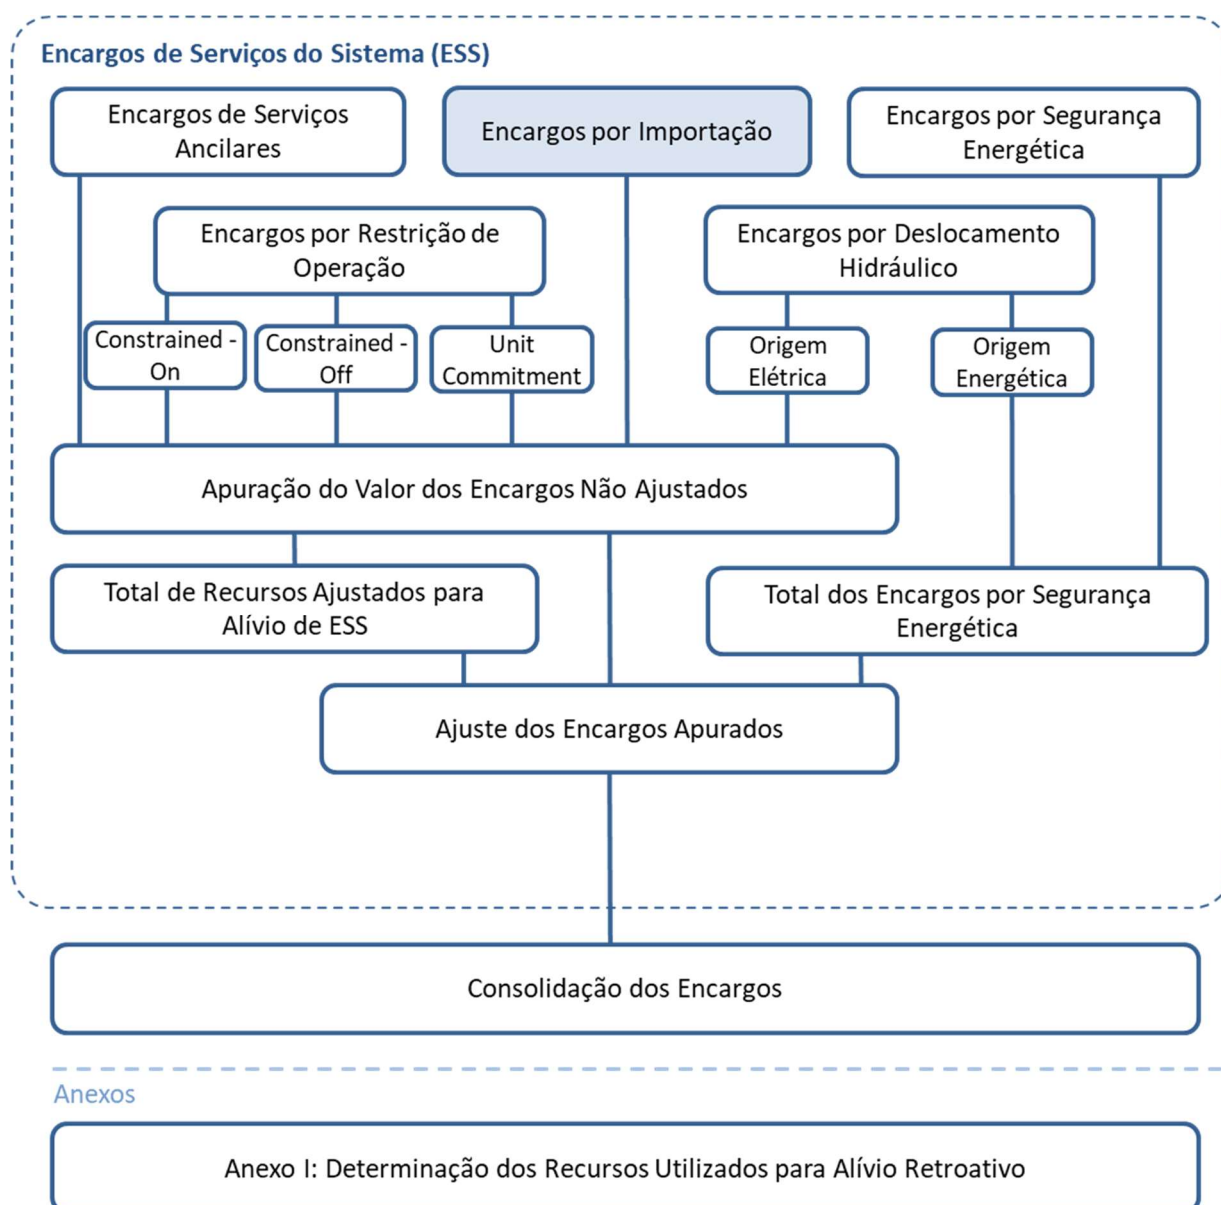 Encargos de Serviços do Sistema (ESS)
Encargos de Serviços
Ancilares
Encargos por Importação
Encargos por Segurança
Energética
Encargos por Restrição de
Operação
Encargos por Deslocamento
Hidráulico
Constrained -
On
Constrained -
Off
Unit
Commitment
Origem
Elétrica
Origem
Energética
Apuração do Valor dos Encargos Não Ajustados
Total de Recursos Ajustados para
Alívio de ESS
Total dos Encargos por Segurança
Energética
Ajuste dos Encargos Apurados
Consolidação dos Encargos
Anexos
Anexo I: Determinação dos Recursos Utilizados para Alívio Retroativo